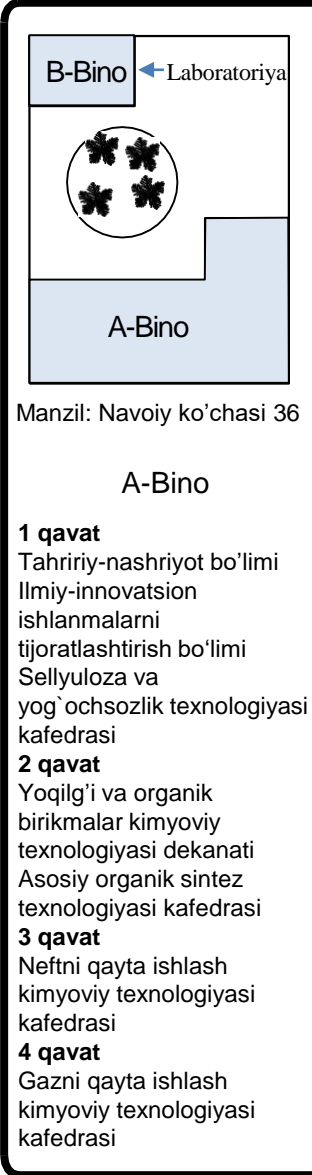 B-Bino
Laboratoriya
A-Bino
Manzil: Navoiy ko'chasi 36
A-Bino
1 qavat
Tahririy-nashriyot bo’limi
Ilmiy-innovatsion
ishlanmalarni
tijoratlashtirish bo‘limi
Sellyuloza va
yog`ochsozlik texnologiyasi
kafedrasi
2 qavat
Yoqilg’i va organik
birikmalar kimyoviy
texnologiyasi dekanati
Asosiy organik sintez
texnologiyasi kafedrasi
3 qavat
Neftni qayta ishlash
kimyoviy texnologiyasi
kafedrasi
4 qavat
Gazni qayta ishlash
kimyoviy texnologiyasi
kafedrasi